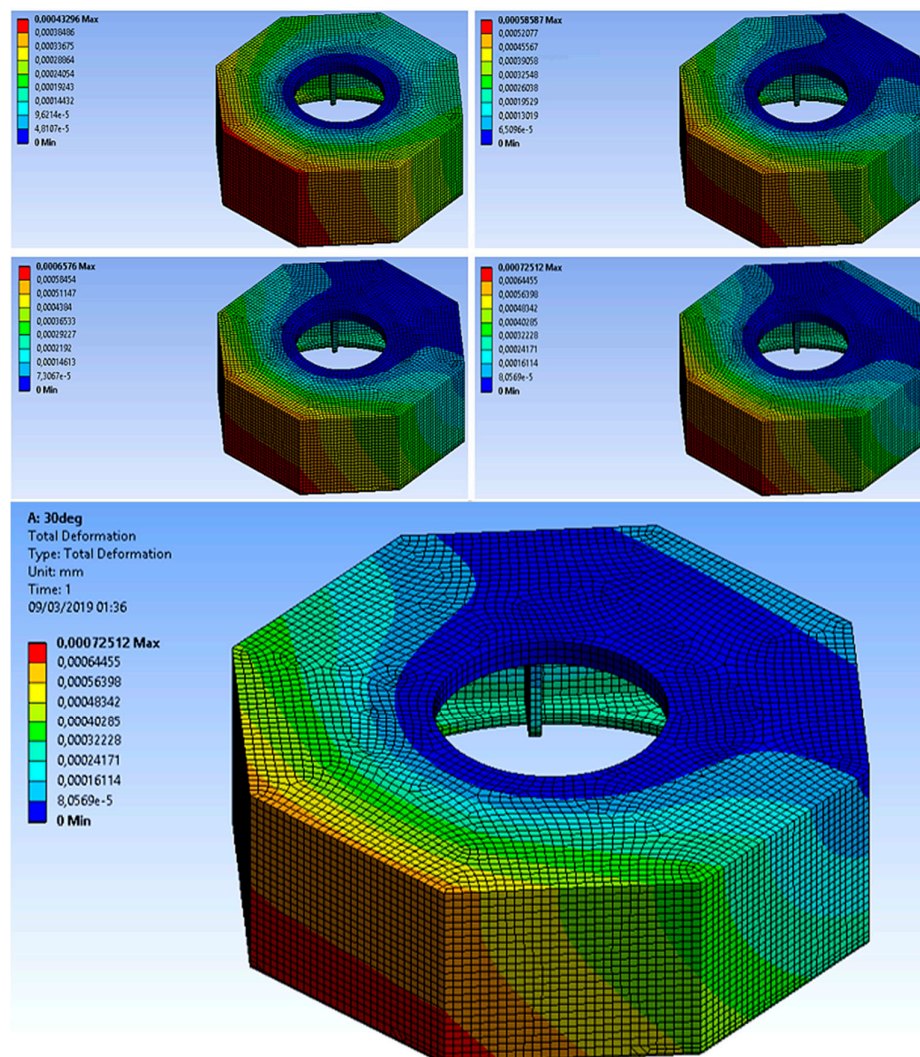 0,00043296 Max
0,00038486
0,00033675
0,00028864
0,00024054
0,00019243
0,00014432
9,6214e-5
4,8107e-5
0 Min
0,00058587 Max
0,00052077
0,00045567
0,00039058
0,00032548
0,00026038
0,00019529
0,00013019
6,5096e-5
0 Min
0,0006576 Max
0,00058454
0,00051147
0,0004384
0,00036533
0,00029227
0,0002192
0,00014613
7,3067e-5
0 Min
0,00072512 Max
0,00064455
0,00056398
0,00048342
0,00040285
0,00032228
0,00024171
0,00016114
8,0569e-5
0 Min
A: 30deg
Total Deformation
Type: Total Deformation
Unit: mm
Time: 1
09/03/2019 01:36
0,00072512 Max
0,00064455
0,00056398
0,00048342
0,00040285
0,00032228
0,00024171
0,00016114
8,0569e-5
0 Min